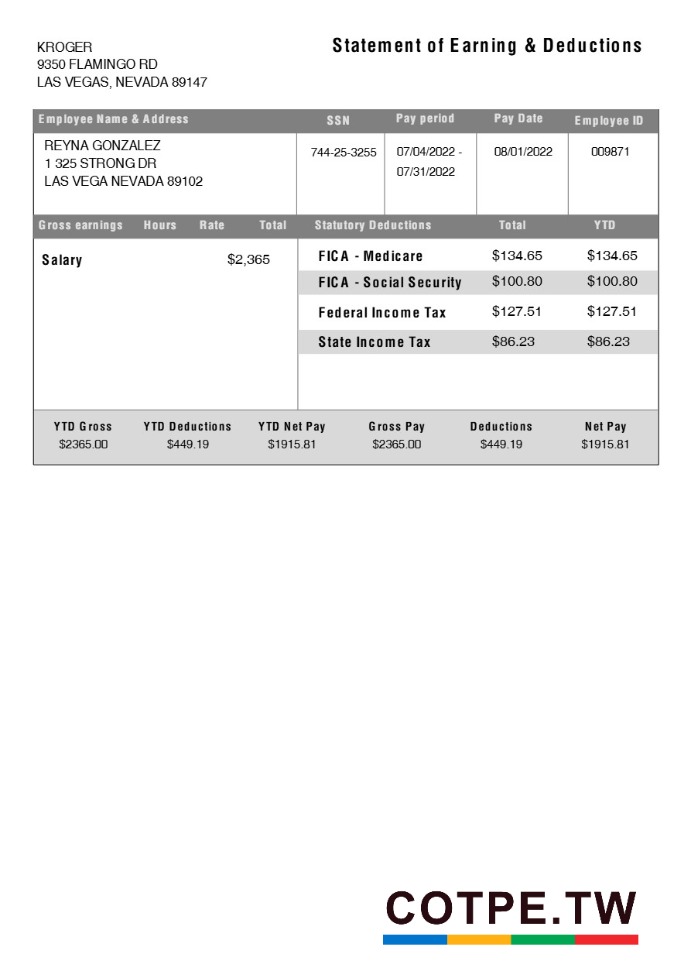 KROGER
9350 FLAMINGO RD
LAS VEGAS, NEVADA 89147
Statement of Earning & Deductions
Employee Name & Address SSN Pay period Pay Date Employee ID
REYNA GONZALEZ
1 325 STRONG DR
LAS VEGA NEVADA 89102
744-25-3255
07/04/2022 -
07/31/2022
08/01/2022
009871
Gross earnings Hours Rate Total Statutory Deductions Total YTD
Salary $2,365
FICA - Medicare $134.65 $134.65
FICA - Social Security $100.80 $100.80
Federal Income Tax $127.51 $127.51
State Income Tax $86.23 $86.23
YTD Gross YTD Deductions YTD Net Pay Gross Pay Deductions Net Pay
$2365.00 $449.19 $1915.81 $2365.00 $449.19 $1915.81
COTPE.TW